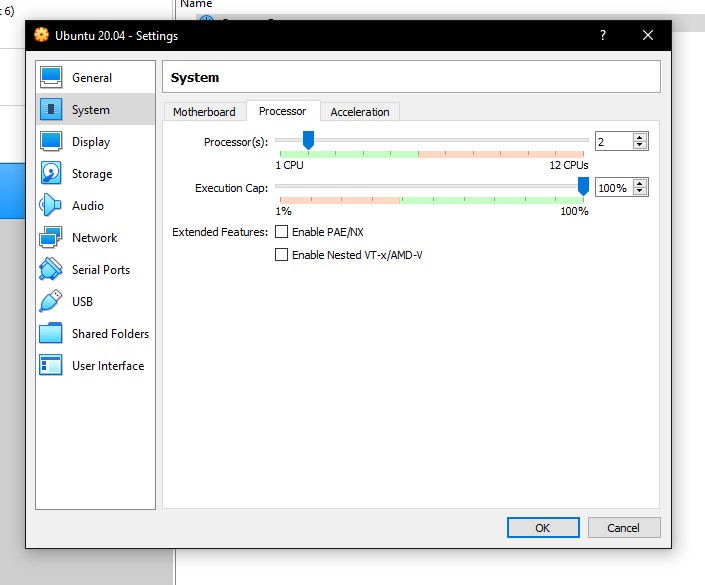 t 6)
Name
Ubuntu 20.04 - Settings
?
General
System
Display
Storage
Audio
Network
Serial Ports
USB
Shared Folders
User Interface
System
Motherboard
Processor
Acceleration
Processor(s):
2
1 CPU
12 CPUs
Execution Cap:
100%
1%
100%
Extended Features:
Enable PAE/NX
Enable Nested VT-x/AMD-V
OK
Cancel